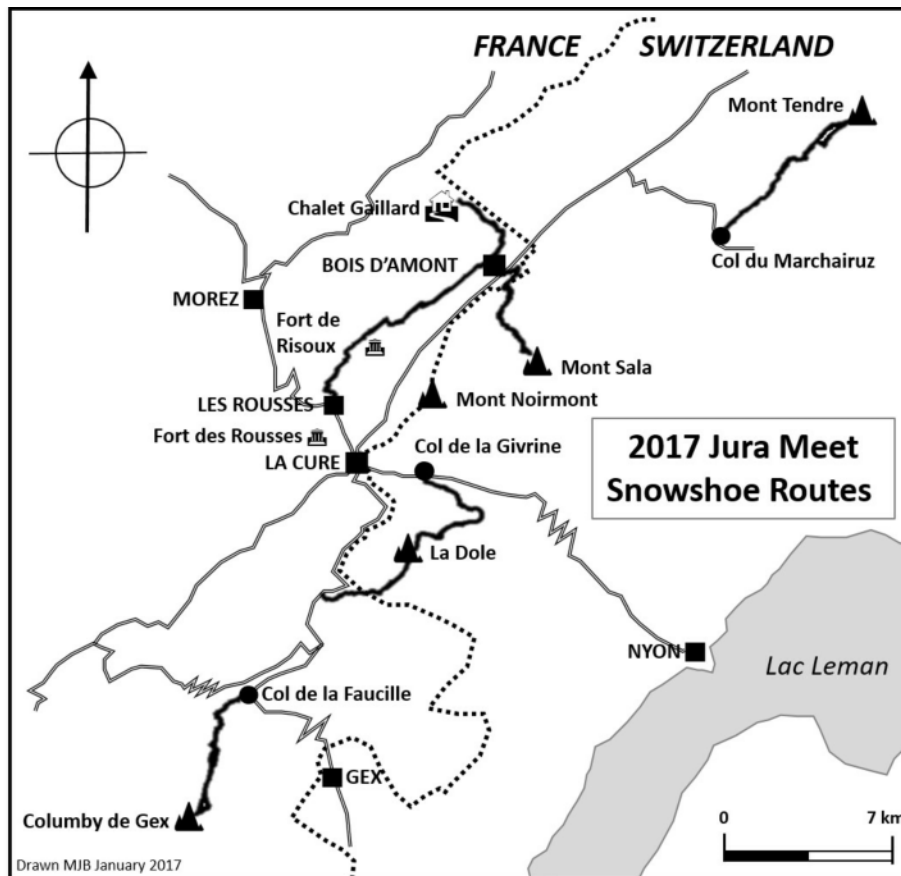 FRANCE
SWITZERLAND
Mont Tendre
Chalet Gaillard
BOIS D'AMONT
Col du Marchairuz
MOREZ
Fort de
Risoux
Mont Sala
LES ROUSSES
Mont Noirmont
Fort des Rousses
Col de la Givrine
LA CURE
2017 Jura Meet
Snowshoe Routes
La Dole
NYON
Lac Leman
Col de la Faucille
GEX
Columby de Gex
0
7 km
Drawn MJB January 2017